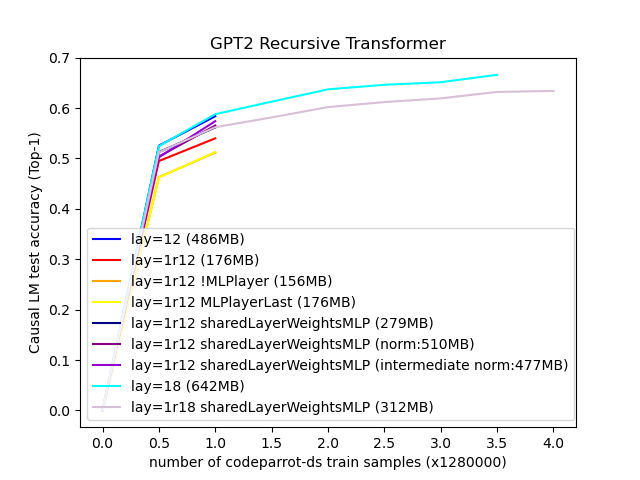 GPT2 Recursive Transformer
Causal LM test accuracy (Top-1)
0.7
0.6
0.5
0.4
0.3
0.2
0.1
0.0
lay=12 (486MB)
lay=1r12 (176MB)
lay=1r12 !MLPlayer (156MB)
lay=1r12 MLPlayerLast (176MB)
lay=1r12 sharedLayerWeightsMLP (279MB)
lay=1r12 sharedLayerWeightsMLP (norm:510MB)
lay=1r12 sharedLayerWeightsMLP (intermediate norm:477MB)
lay=18 (642MB)
lay=1r18 sharedLayerWeightsMLP (312MB)
0.0 0.5 1.0 1.5 2.0 2.5 3.0 3.5 4.0
number of codeparrot-ds train samples (x1280000)